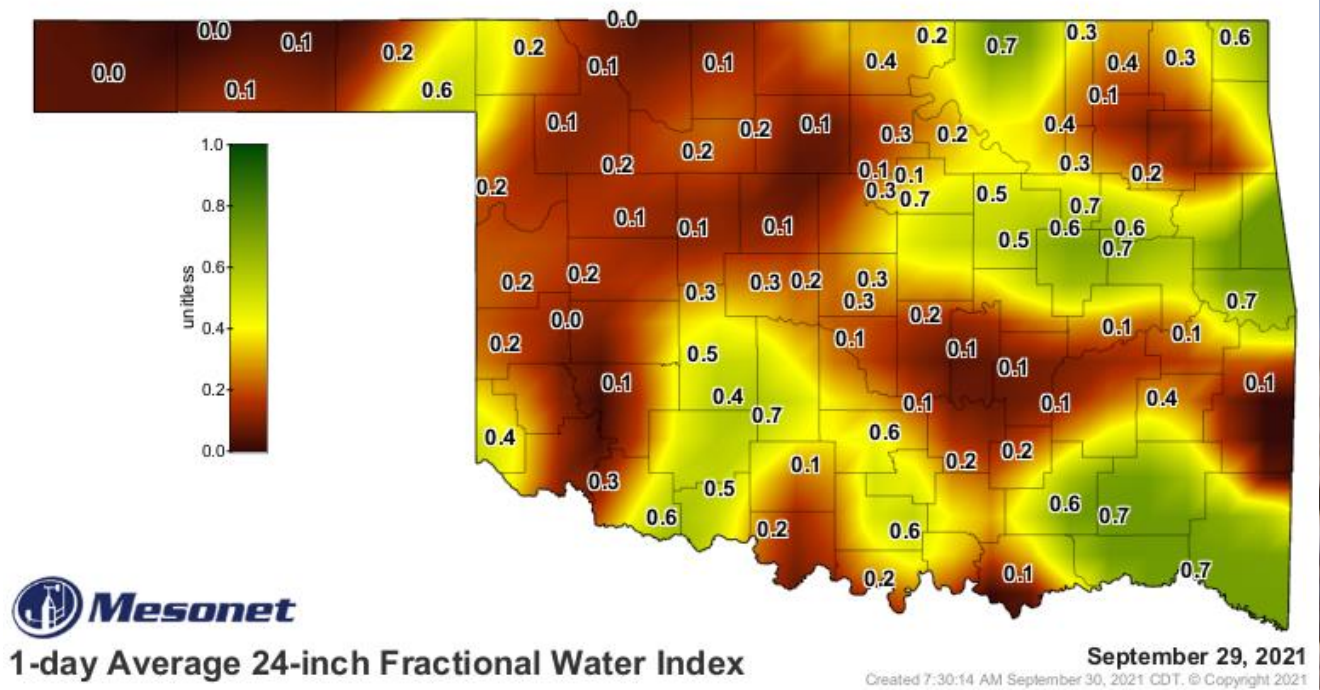 0.0
0.0 0.1 0.2 0.2 0.2 0.7 0.3 0.6
0.0 0.1 0.1 0.4 0.4 0.3
0.1 0.6 0.1
0.1 0.2 0.1 0.3 0.2 0.4
0.2 0.2 0.1 0.1 0.3 0.2
0.2 0.3 0.7 0.5 0.7
0.1 0.1 0.1 0.5 0.6 0.6
0.7
0.2 0.2 0.3 0.3 0.2 0.3 0.3 0.7
0.0 0.2 0.1 0.1
0.2 0.5 0.1 0.1 0.1
0.1 0.4 0.7 0.1 0.1 0.4 0.1
0.4 0.6 0.2 0.2
0.3 0.5 0.1
0.6 0.2 0.6 0.6 0.7
0.2 0.1 0.7
1.0
0.8
0.6
0.4
0.2
0.0
unitless
Mesonet
1-day Average 24-inch Fractional Water Index
September 29, 2021
Created 7:30:14 AM September 30, 2021 CDT. © Copyright 2021